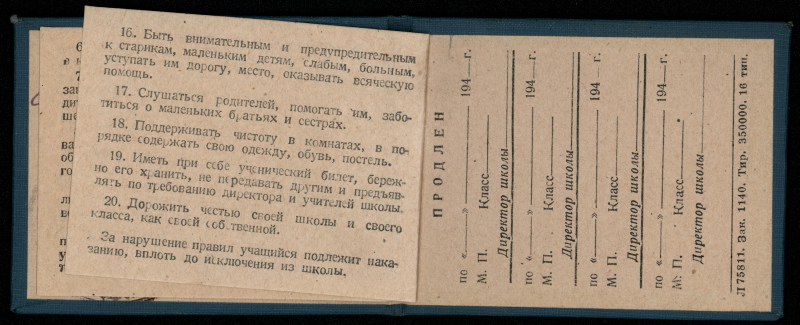 16. Быть внимательным и предупредительным
к старикам, маленьким детям, слабым, больным,
уступать им дорогу, место, оказывать всяческую
помощь.
17. Слушаться родителей, помогать им, забо-
титься о маленьких братьях и сестрах.
18. Поддерживать чистоту в комнатах, в по-
рядке содержать свою одежду, обувь, постель.
19. Иметь при себе ученический билет, береж-
но его хранить, не передавать другим и предъяв-
лять по требованию директора и учителей школы.
20. Дорожить честью своей школы и своего
класса, как своей собственной.
За нарушение правил учащийся подлежит нака-
занию, вплоть до исключения из школы.
ПРОДЛЕН
по «——» ——— 194—г.
М. П. Класс———
Директор школы
по «——» ——— 194—г.
М. П. Класс———
Директор школы
по «——» ——— 194—г.
М. П. Класс———
Директор школы
по «——» ——— 194—г.
М. П. Класс———
Директор школы
Л 75811. Зак. 1140. Тир. 350000. 16 тип.